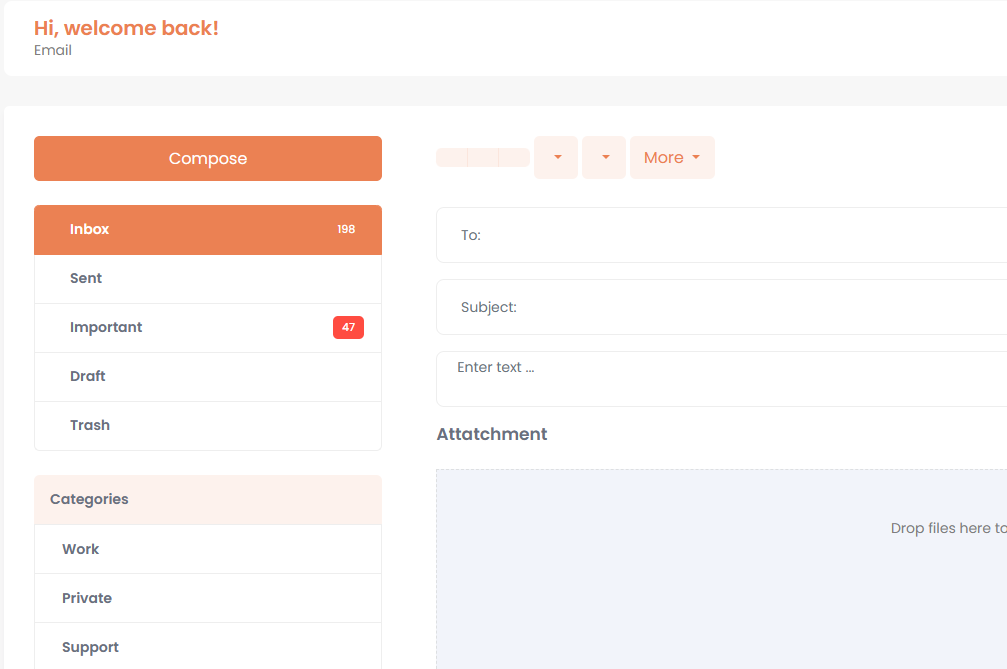 Hi, welcome back!
Email
Compose
Inbox 198
Sent
Important 47
Draft
Trash
Categories
Work
Private
Support
More
To:
Subject:
Enter text ...
Attatchment
Drop files here to